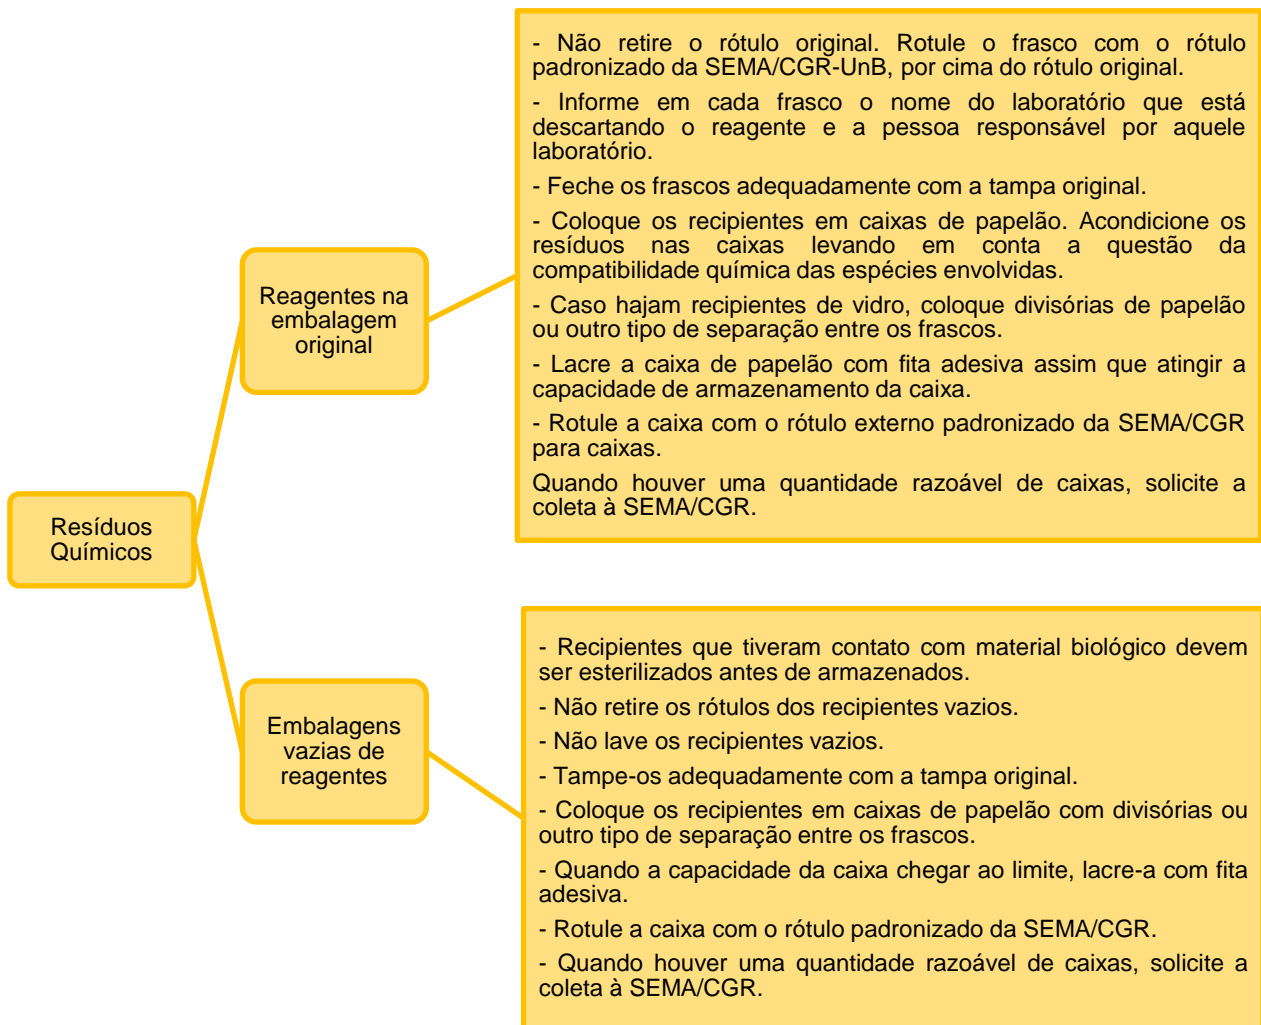 Resíduos
Químicos
Reagentes na
embalagem
original
- Não retire o rótulo original. Rotule o frasco com o rótulo
padronizado da SEMA/CGR-UnB, por cima do rótulo original.
- Informe em cada frasco o nome do laboratório que está
descartando o reagente e a pessoa responsável por aquele
laboratório.
- Feche os frascos adequadamente com a tampa original.
- Coloque os recipientes em caixas de papelão. Acondicione os
resíduos nas caixas levando em conta a questão da
compatibilidade química das espécies envolvidas.
- Caso hajam recipientes de vidro, coloque divisórias de papelão
ou outro tipo de separação entre os frascos.
- Lacre a caixa de papelão com fita adesiva assim que atingir a
capacidade de armazenamento da caixa.
- Rotule a caixa com o rótulo externo padronizado da SEMA/CGR
para caixas.
Quando houver uma quantidade razoável de caixas, solicite a
coleta à SEMA/CGR.
Embalagens
vazias de
reagentes
- Recipientes que tiveram contato com material biológico devem
ser esterilizados antes de armazenados.
- Não retire os rótulos dos recipientes vazios.
- Não lave os recipientes vazios.
- Tampe-os adequadamente com a tampa original.
- Coloque os recipientes em caixas de papelão com divisórias ou
outro tipo de separação entre os frascos.
- Quando a capacidade da caixa chegar ao limite, lacre-a com fita
adesiva.
- Rotule a caixa com o rótulo padronizado da SEMA/CGR.
- Quando houver uma quantidade razoável de caixas, solicite a
coleta à SEMA/CGR.